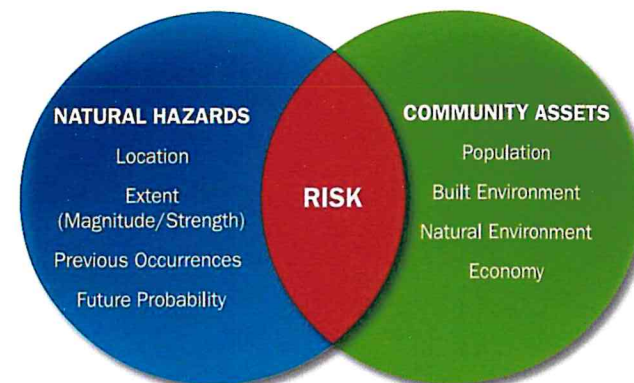 NATURAL HAZARDS
Location
Extent
(Magnitude/Strength)
Previous Occurrences
Future Probability
RISK
COMMUNITY ASSETS
Population
Built Environment
Natural Environment
Economy